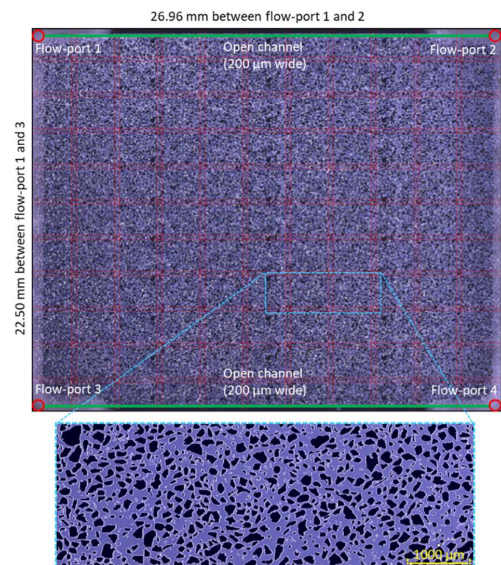 26.96 mm between flow-port 1 and 2
Flow-port 1
Open channel
(200 µm wide)
Flow-port 2
22.50 mm between flow-port 1 and 3
Open channel
(200 µm wide)
Flow-port 3
Flow-port 4
1000 µm